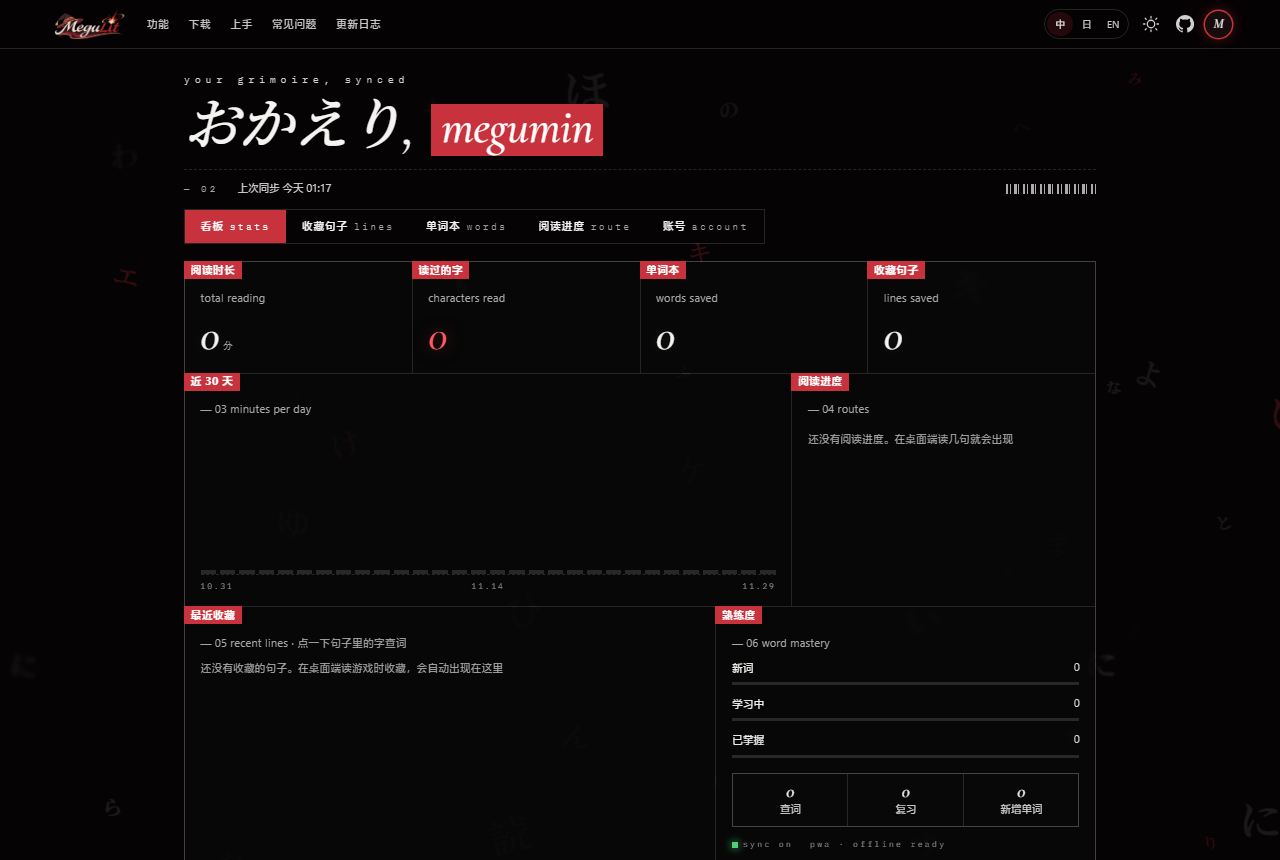 MeguLit 功能 下载 上手 常见问题 更新日志 中 日 EN M
your grimoire, synced
おかえり, megumin
— 02 上次同步 今天 01:17
看板 stats 收藏句子 lines 单词本 words 阅读进度 route 账号 account
阅读时长 读过的字 单词本 收藏句子
total reading characters read words saved lines saved
0 分 0 0 0
近 30 天 阅读进度
— 03 minutes per day — 04 routes
还没有阅读进度。在桌面端读几句就会出现
10.31 11.14 11.29
最近收藏 熟练度
— 05 recent lines · 点一下句子里的字查词 — 06 word mastery
还没有收藏的句子。在桌面端读游戏时收藏，会自动出现在这里
新词 0
学习中 0
已掌握 0
0 0 0
查词 复习 新增单词
sync on pwa · offline ready